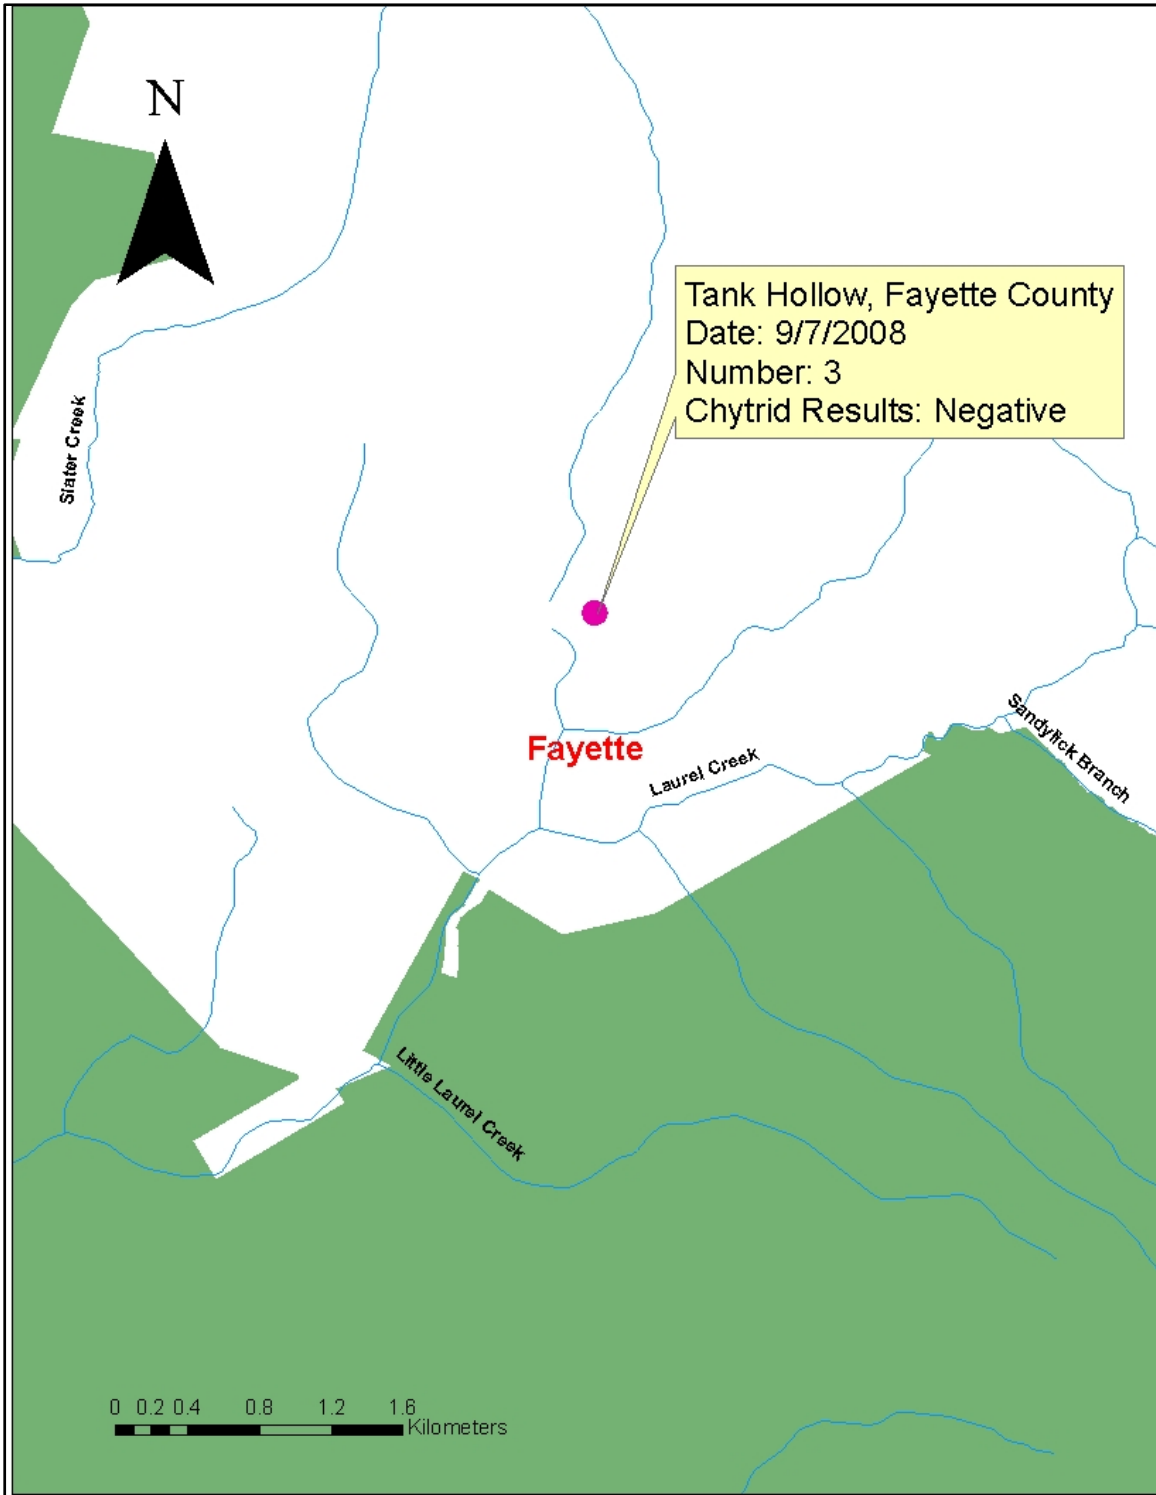 N
Tank Hollow, Fayette County
Date: 9/7/2008
Number: 3
Chytrid Results: Negative
Slater Creek
Fayette
Laurel Creek
Sandylick Branch
Little Laurel Creek
0 0.2 0.4 0.8 1.2 1.6
Kilometers